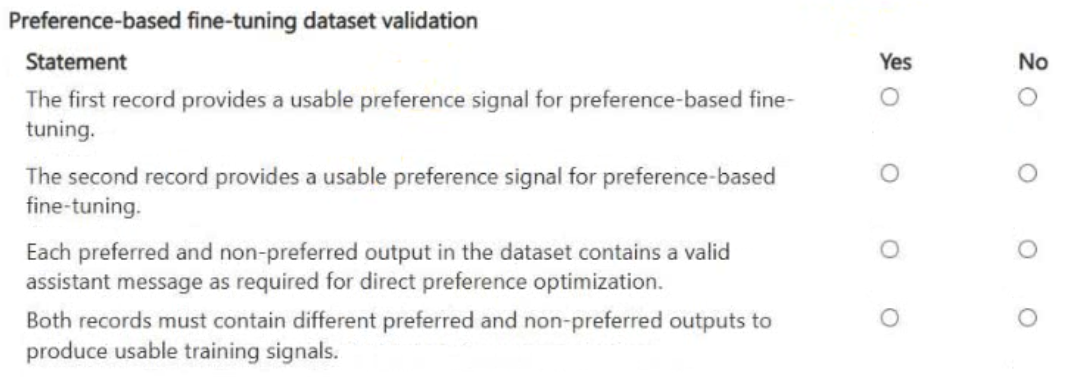 Preference-based fine-tuning dataset validation
Statement Yes No
The first record provides a usable preference signal for preference-based fine-
tuning.
The second record provides a usable preference signal for preference-based
fine-tuning.
Each preferred and non-preferred output in the dataset contains a valid
assistant message as required for direct preference optimization.
Both records must contain different preferred and non-preferred outputs to
produce usable training signals.